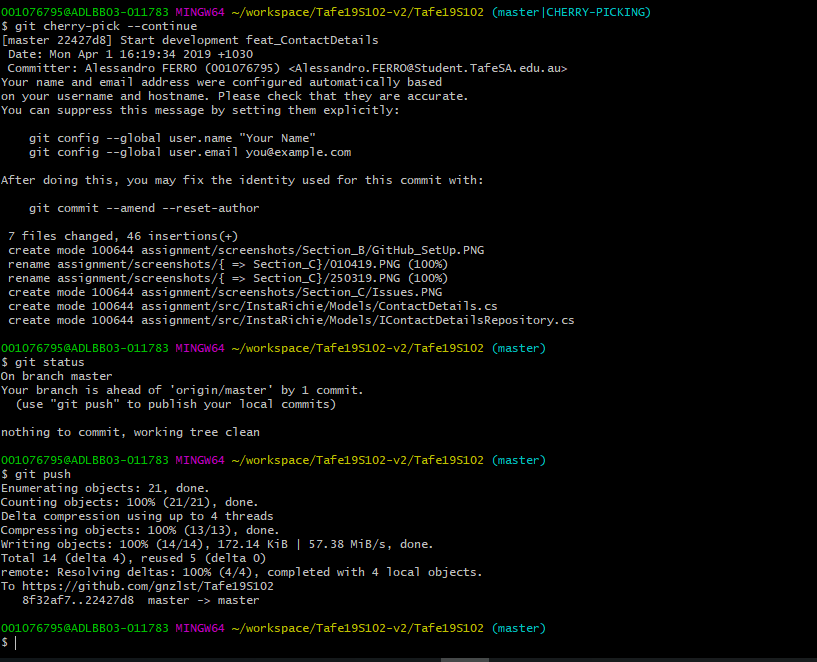 001076795@ADLBB03-011783 MINGW64 ~/workspace/Tafe19S102-v2/Tafe19S102 (master|CHERRY-PICKING)
$ git cherry-pick --continue
[master 22427d8] Start development feat_ContactDetails
 Date: Mon Apr 1 16:19:34 2019 +1030
 Committer: Alessandro FERRO (001076795) <Alessandro.FERRO@Student.TafeSA.edu.au>
Your name and email address were configured automatically based
on your username and hostname. Please check that they are accurate.
You can suppress this message by setting them explicitly:

    git config --global user.name "Your Name"
    git config --global user.email you@example.com

After doing this, you may fix the identity used for this commit with:

    git commit --amend --reset-author

 7 files changed, 46 insertions(+)
 create mode 100644 assignment/screenshots/Section_B/GitHub_SetUp.PNG
 rename assignment/screenshots/{ => Section_C}/010419.PNG (100%)
 rename assignment/screenshots/{ => Section_C}/250319.PNG (100%)
 create mode 100644 assignment/screenshots/Section_C/Issues.PNG
 create mode 100644 assignment/src/InstaRichie/Models/ContactDetails.cs
 create mode 100644 assignment/src/InstaRichie/Models/IContactDetailsRepository.cs

001076795@ADLBB03-011783 MINGW64 ~/workspace/Tafe19S102-v2/Tafe19S102 (master)
$ git status
On branch master
Your branch is ahead of 'origin/master' by 1 commit.
  (use "git push" to publish your local commits)

nothing to commit, working tree clean

001076795@ADLBB03-011783 MINGW64 ~/workspace/Tafe19S102-v2/Tafe19S102 (master)
$ git push
Enumerating objects: 21, done.
Counting objects: 100% (21/21), done.
Delta compression using up to 4 threads
Compressing objects: 100% (13/13), done.
Writing objects: 100% (14/14), 172.14 KiB | 57.38 MiB/s, done.
Total 14 (delta 4), reused 5 (delta 0)
remote: Resolving deltas: 100% (4/4), completed with 4 local objects.
To https://github.com/gnzlst/Tafe19S102
   8f32af7..22427d8  master -> master

001076795@ADLBB03-011783 MINGW64 ~/workspace/Tafe19S102-v2/Tafe19S102 (master)
$